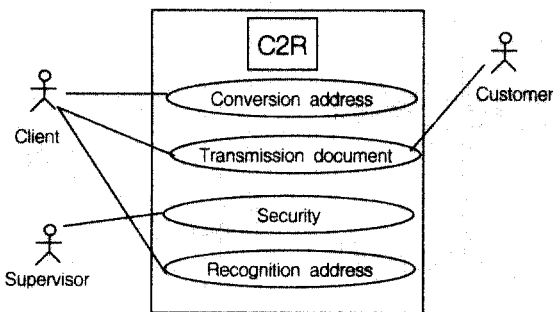 C2R
Conversion address
Customer
Client
Transmission document
Security
Supervisor
Recognition address